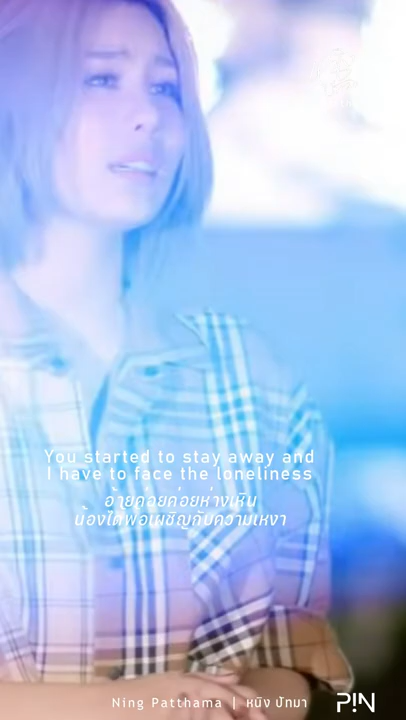 You started to stay away and
I have to face the loneliness
อ้ายค่อยค่อยห่างเหิน
น้องได้พ้อเผชิญกับความเหงา
Ning Patthama | หนิง ปัทมา
P!N